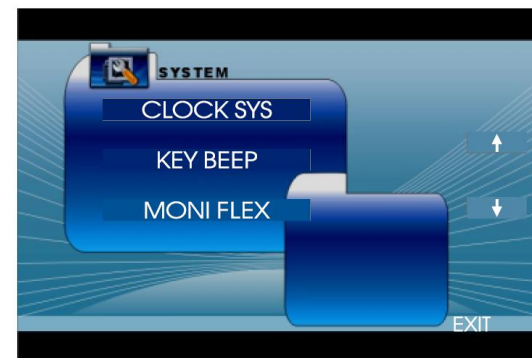 SYSTEM
CLOCK SYS
KEY BEEP
MONI FLEX
EXIT